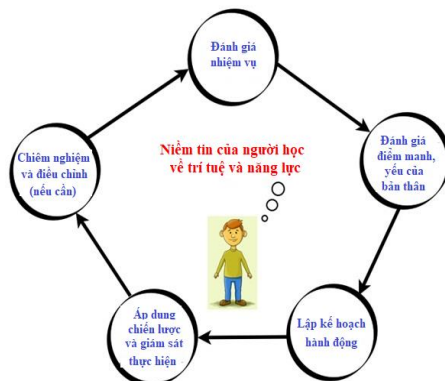 Đánh giá
nhiệm vụ
Đánh giá
điểm manh,
yếu của
bản thân
Lập kế hoạch
hành động
Áp dung
chiến lược
và giám sát
thực hiện
Chiêm nghiệm
và điều chỉnh
(nếu cần)
Niềm tin của người học
về trí tuệ và năng lực